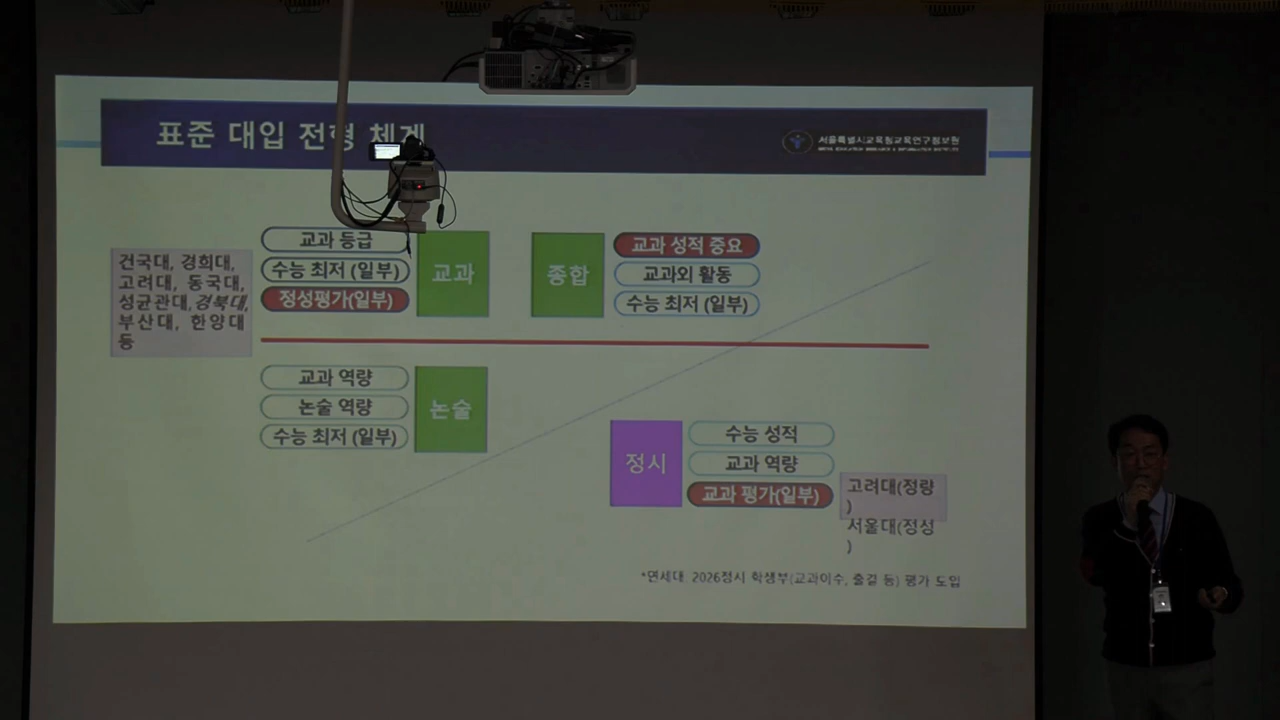 표준 대입 전형 체계
서울특별시교육청교육연구정보원
건국대, 경희대,
고려대, 동국대,
성균관대,경북대,
부산대, 한양대
등
교과 등급
수능 최저 (일부)
정성평가(일부)
교과
종합
교과 성적 중요
교과외 활동
수능 최저 (일부)
교과 역량
논술 역량
수능 최저 (일부)
논술
정시
수능 성적
교과 역량
교과 평가(일부)
고려대(정량
)
서울대(정성
)
*연세대. 2026정시 학생부(교과이수, 출결 등) 평가 도입